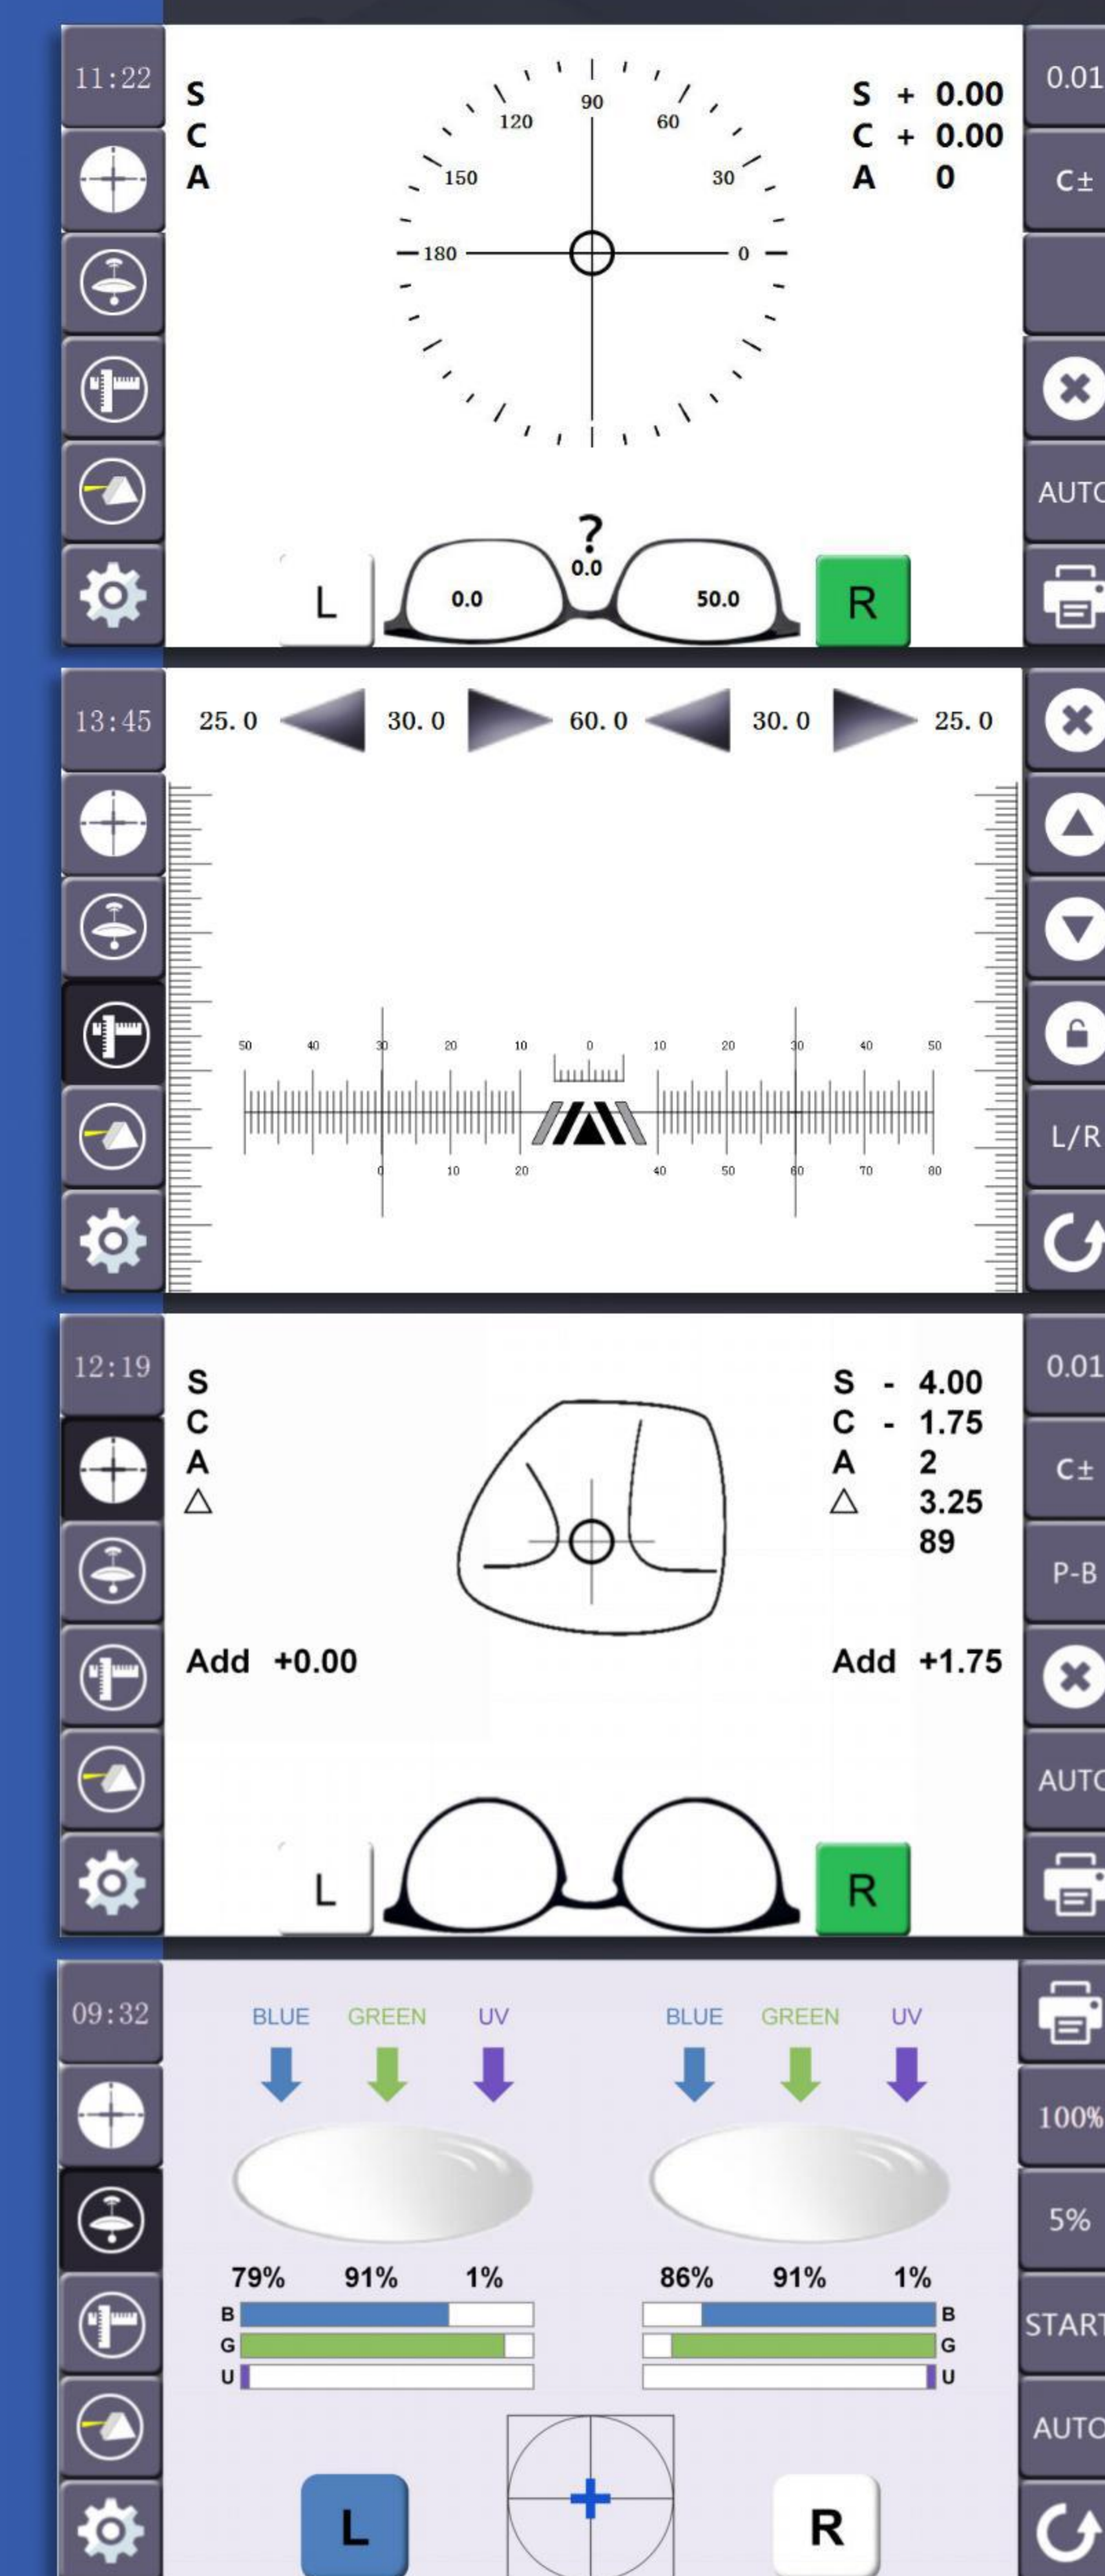 11:22
S
C
A
90
120
60
150
30
180
0
S + 0.00
C + 0.00
A 0
0.01
C±
AUTO
?
0.0
0.0
50.0
L
R
13:45
25.0 30.0 60.0 30.0 25.0
50 40 30 20 10 0 10 20 30 40 50
0 10 20 40 50 60 70 80
L/R
12:19
S
C
A
△
S - 4.00
C - 1.75
A 2
△ 3.25
89
Add +0.00
Add +1.75
0.01
C±
P-B
AUTO
L
R
09:32
BLUE GREEN UV
BLUE GREEN UV
79% 91% 1%
86% 91% 1%
B
G
U
B
G
U
L
R
100%
5%
START
AUTO